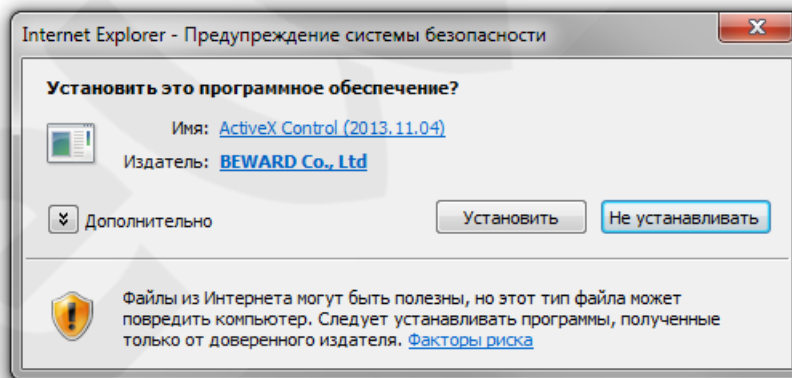 Internet Explorer - Предупреждение системы безопасности
Установить это программное обеспечение?
Имя: ActiveX Control (2013.11.04)
Издатель: BEWARD Co., Ltd
Дополнительно
Установить
Не устанавливать
Файлы из Интернета могут быть полезны, но этот тип файла может
повредить компьютер. Следует устанавливать программы, полученные
только от доверенного издателя. Факторы риска